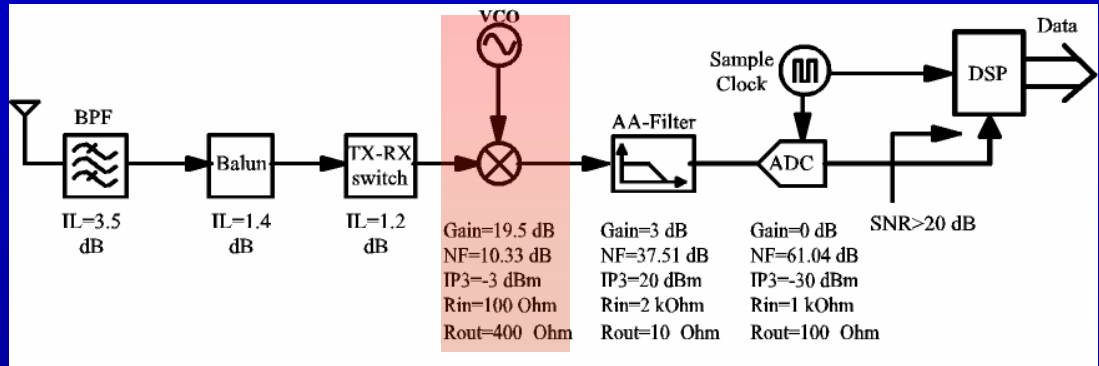 VCO
Data
Sample
Clock
DSP
BPF
AA-Filter
Balun
TX-RX
switch
ADC
IL=3.5
dB
IL=1.4
dB
IL=1.2
dB
SNR>20 dB
Gain=19.5 dB
NF=10.33 dB
IP3=-3 dBm
Rin=100 Ohm
Rout=400 Ohm
Gain=3 dB
NF=37.51 dB
IP3=20 dBm
Rin=2 kOhm
Rout=10 Ohm
Gain=0 dB
NF=61.04 dB
IP3=-30 dBm
Rin=1 kOhm
Rout=100 Ohm